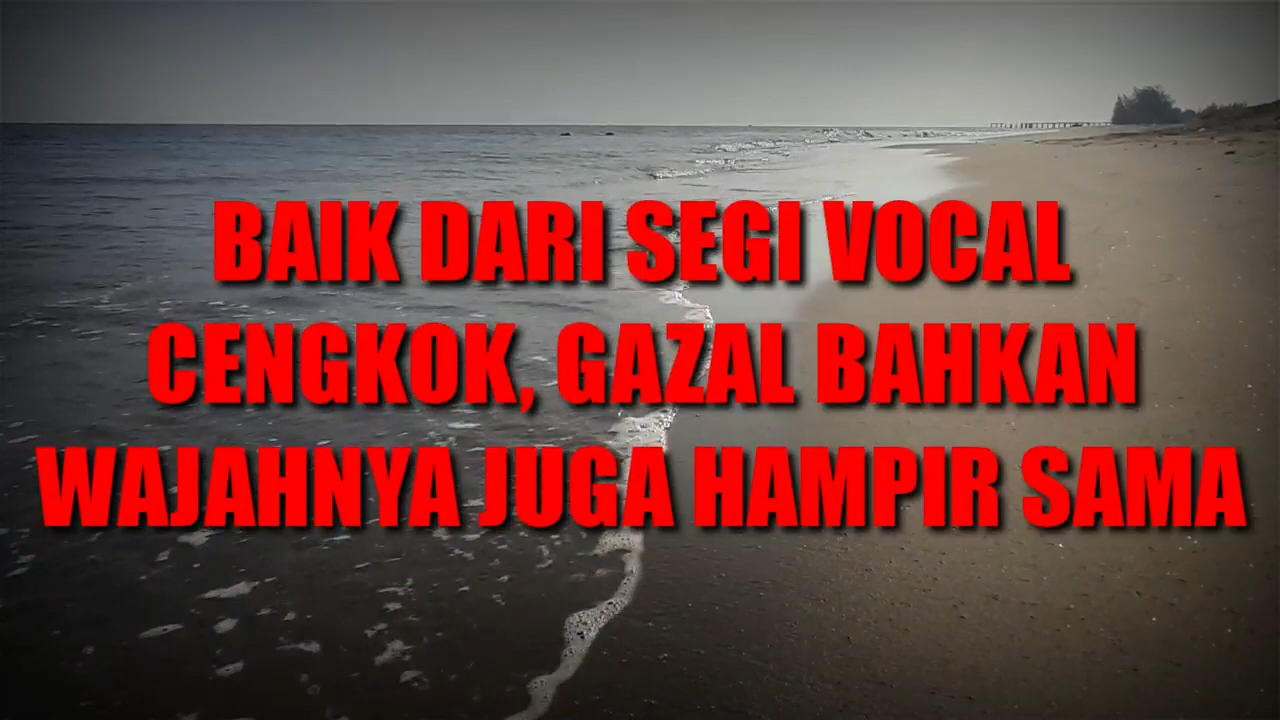 BAIK DARI SEGI VOCAL
CENGKOK, GAZAL BAHKAN
WAJAHNYA JUGA HAMPIR SAMA